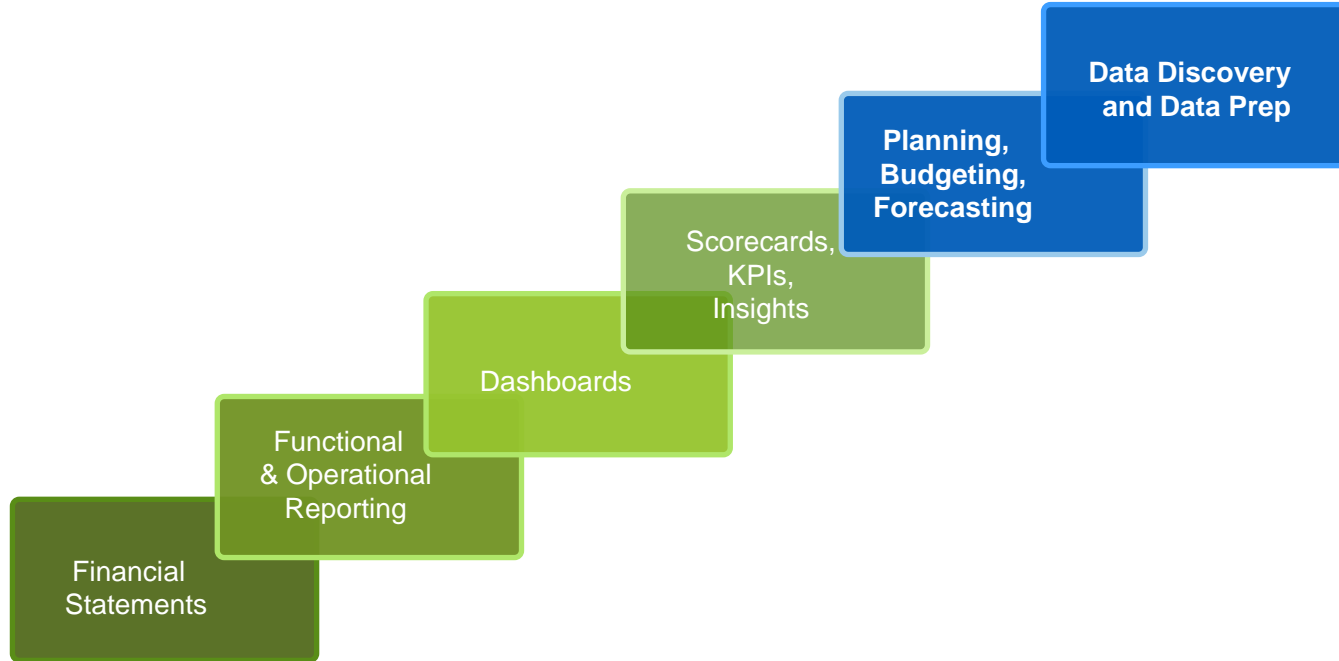 Data Discovery
and Data Prep
Planning,
Budgeting,
Forecasting
Scorecards,
KPIs,
Insights
Dashboards
Functional
& Operational
Reporting
Financial
Statements